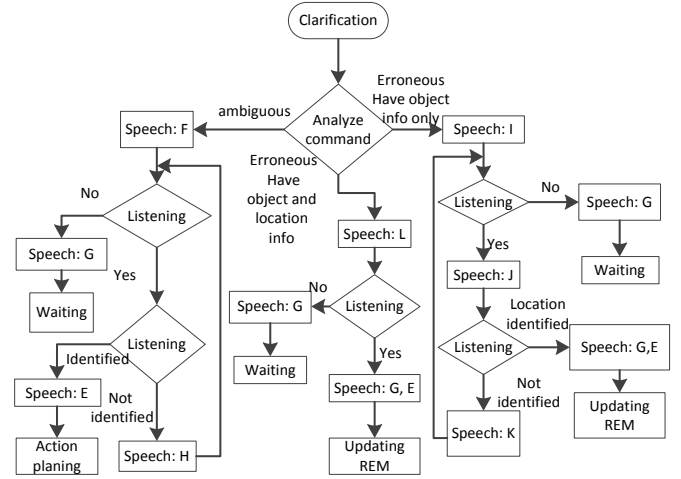 Clarification
Analyze
command
ambiguous
Erroneous
Have object
info only
Erroneous
Have
object and
location
info
Speech: F
Listening
No
Speech: G
Waiting
Yes
Listening
Identified
Speech: E
Action
planing
Not
identified
Speech: H
Speech: L
Listening
No
Speech: G
Waiting
Yes
Speech: G, E
Updating
REM
Speech: I
Listening
No
Speech: G
Waiting
Yes
Speech: J
Listening
Location
identified
Speech: G,E
Updating
REM
Not
identified
Speech: K